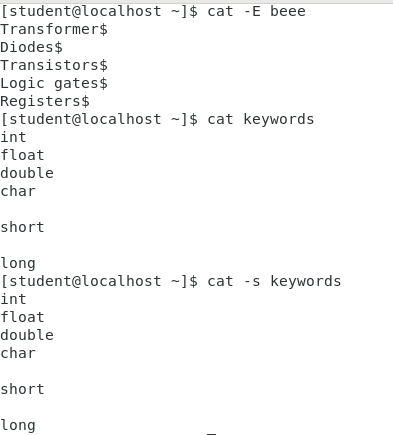 [student@localhost ~]$ cat -E beee
Transformer$
Diodes$
Transistors$
Logic gates$
Registers$
[student@localhost ~]$ cat keywords
int
float
double
char

short

long
[student@localhost ~]$ cat -s keywords
int
float
double
char

short

long